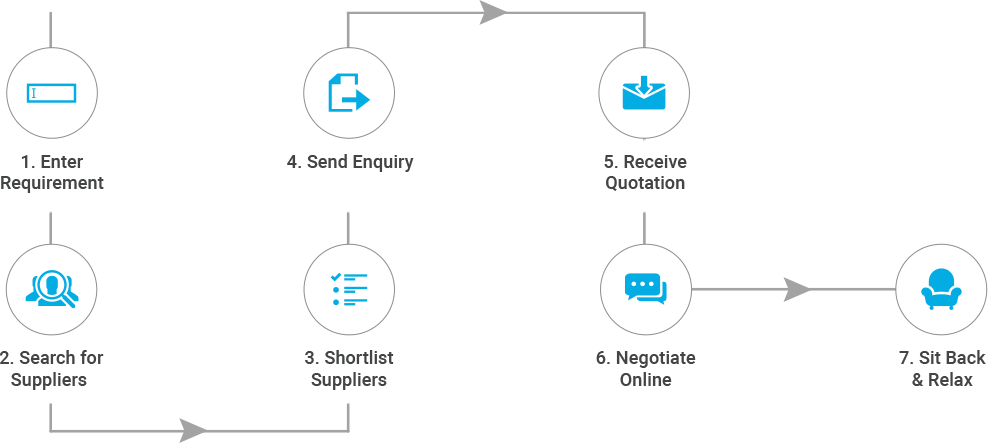 1. Enter
Requirement
2. Search for
Suppliers
3. Shortlist
Suppliers
4. Send Enquiry
5. Receive
Quotation
6. Negotiate
Online
7. Sit Back
& Relax